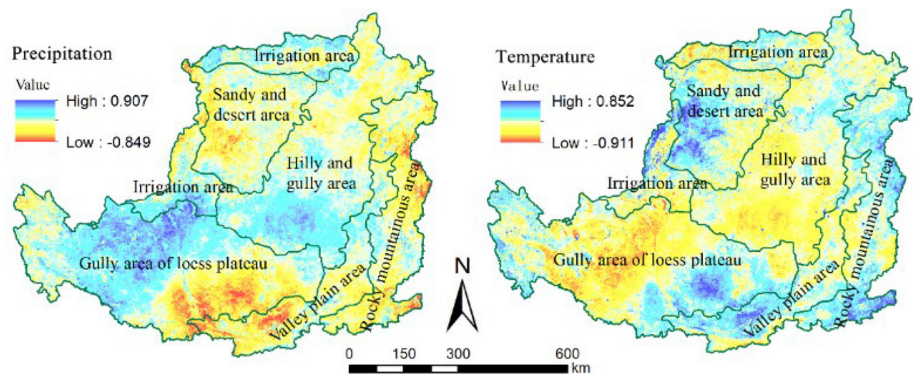 Precipitation
Value
High : 0.907
Low : -0.849
Irrigation area
Sandy and
desert area
Hilly and
gully area
Irrigation area
Gully area of loess plateau
Valley plain area
Rocky mountainous area
Temperature
Value
High : 0.852
Low : -0.911
Irrigation area
Sandy and
desert area
Hilly and
gully area
Irrigation area
Gully area of loess plateau
Valley plain area
Rocky mountainous area
N
0 150 300 600
km